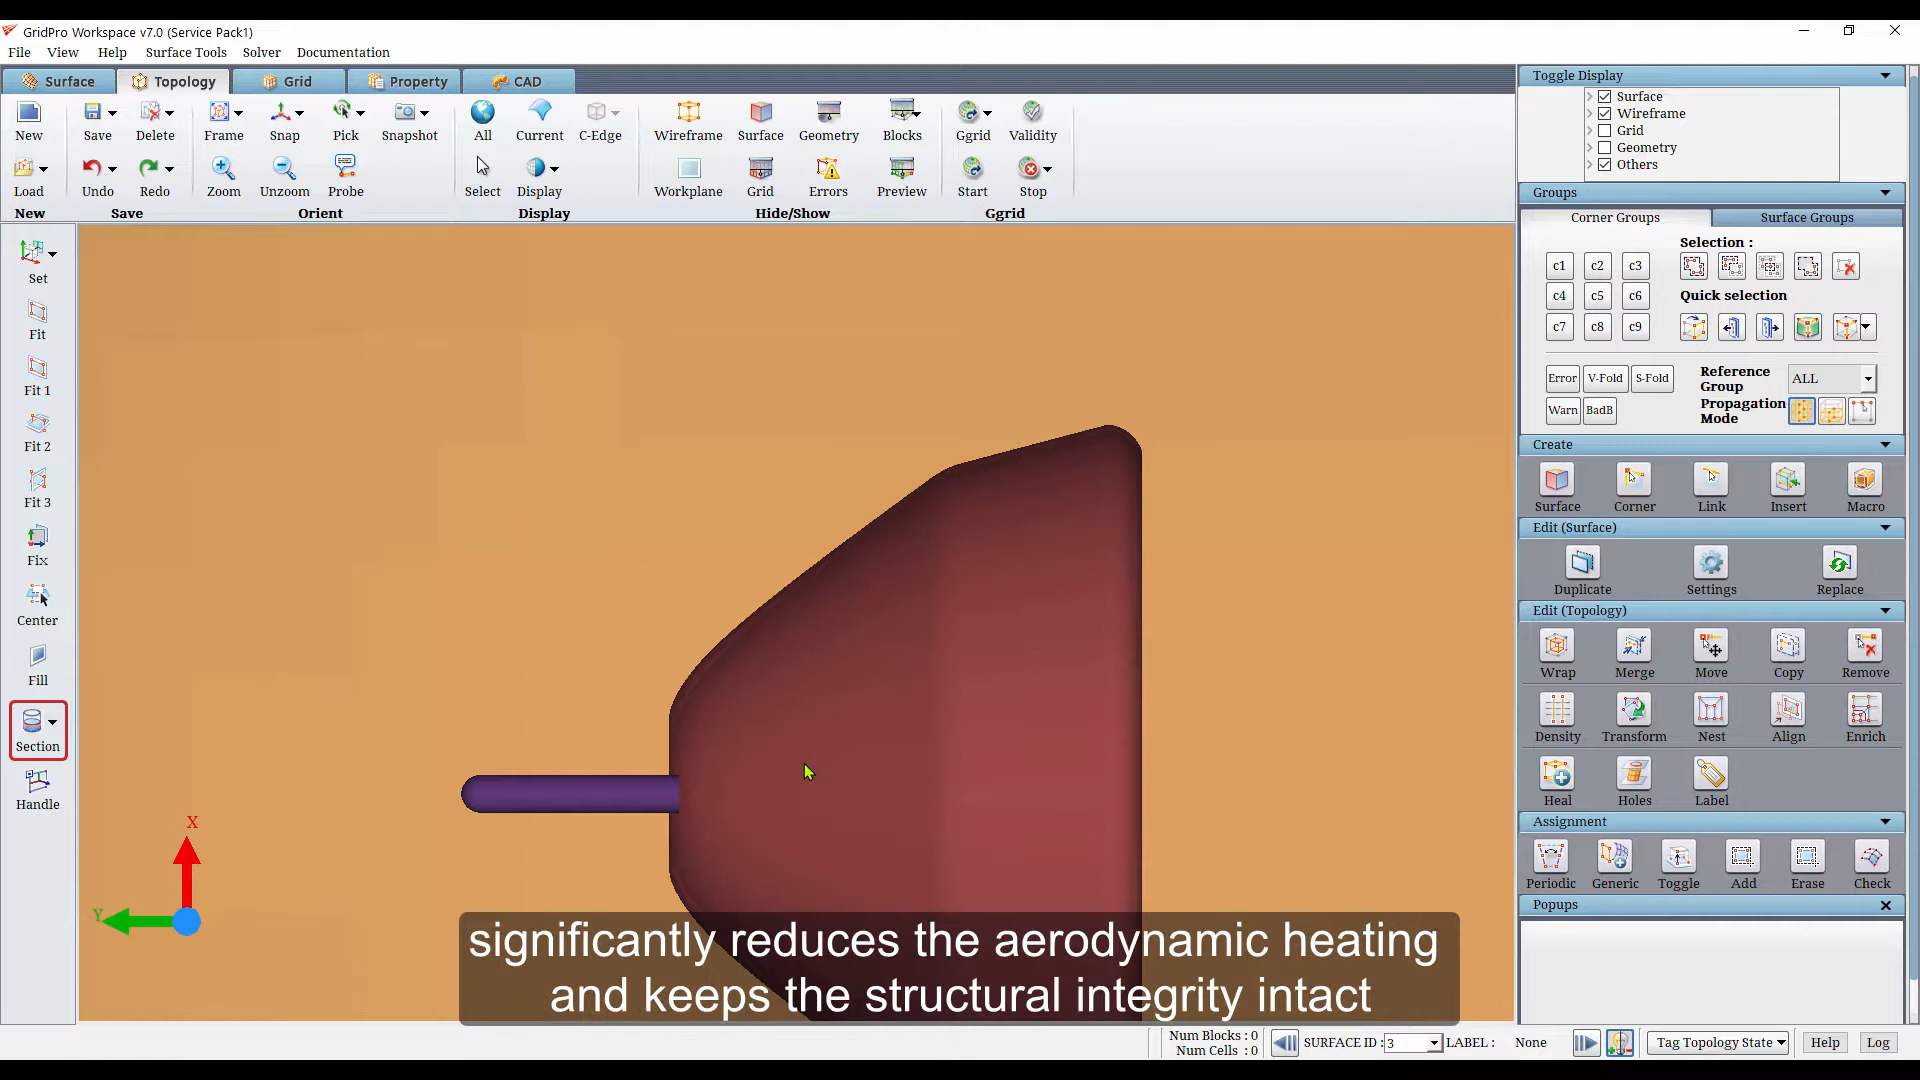 GridPro Workspace v7.0 (Service Pack1)
File View Help Surface Tools Solver Documentation
Surface Topology Grid Property CAD
New Save Delete Frame Snap Pick Snapshot All Current C-Edge Wireframe Surface Geometry Blocks Ggrid Validity
Load Undo Redo Zoom Unzoom Probe Select Display Workplane Grid Errors Preview Start Stop
New Save Orient Display Hide/Show Ggrid
Set
Fit
Fit 1
Fit 2
Fit 3
Fix
Center
Fill
Section
Handle
X
Y
significantly reduces the aerodynamic heating
and keeps the structural integrity intact
Toggle Display
Surface
Wireframe
Grid
Geometry
Others
Groups
Corner Groups Surface Groups
Selection :
c1 c2 c3
Quick selection
c4 c5 c6
c7 c8 c9
Error V-Fold S-Fold Reference Group ALL
Warn BadB Propagation Mode
Create
Surface Corner Link Insert Macro
Edit (Surface)
Duplicate Settings Replace
Edit (Topology)
Wrap Merge Move Copy Remove
Density Transform Nest Align Enrich
Heal Holes Label
Assignment
Periodic Generic Toggle Add Erase Check
Popups
Num Blocks : 0
Num Cells : 0
SURFACE ID : 3 LABEL : None Tag Topology State Help Log